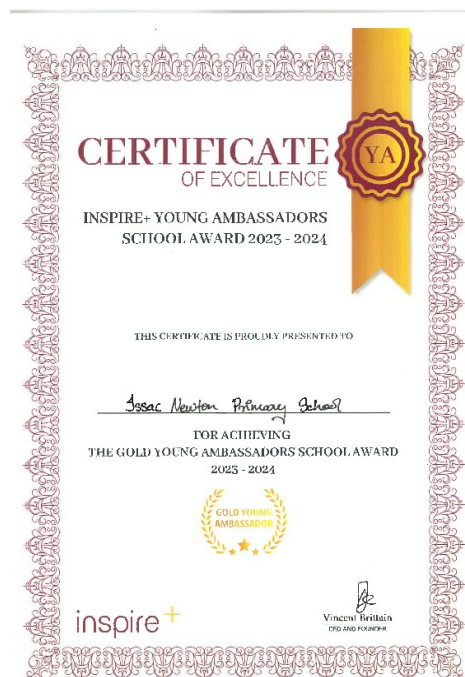 CERTIFICATE
OF EXCELLENCE
YA
INSPIRE+ YOUNG AMBASSADORS
SCHOOL AWARD 2023 - 2024
THIS CERTIFICATE IS PROUDLY PRESENTED TO
Issac Newton Primary School
FOR ACHIEVING
THE GOLD YOUNG AMBASSADORS SCHOOL AWARD
2023 - 2024
GOLD YOUNG
AMBASSADOR
inspire+
Vincent Brittain
CEO AND FOUNDER